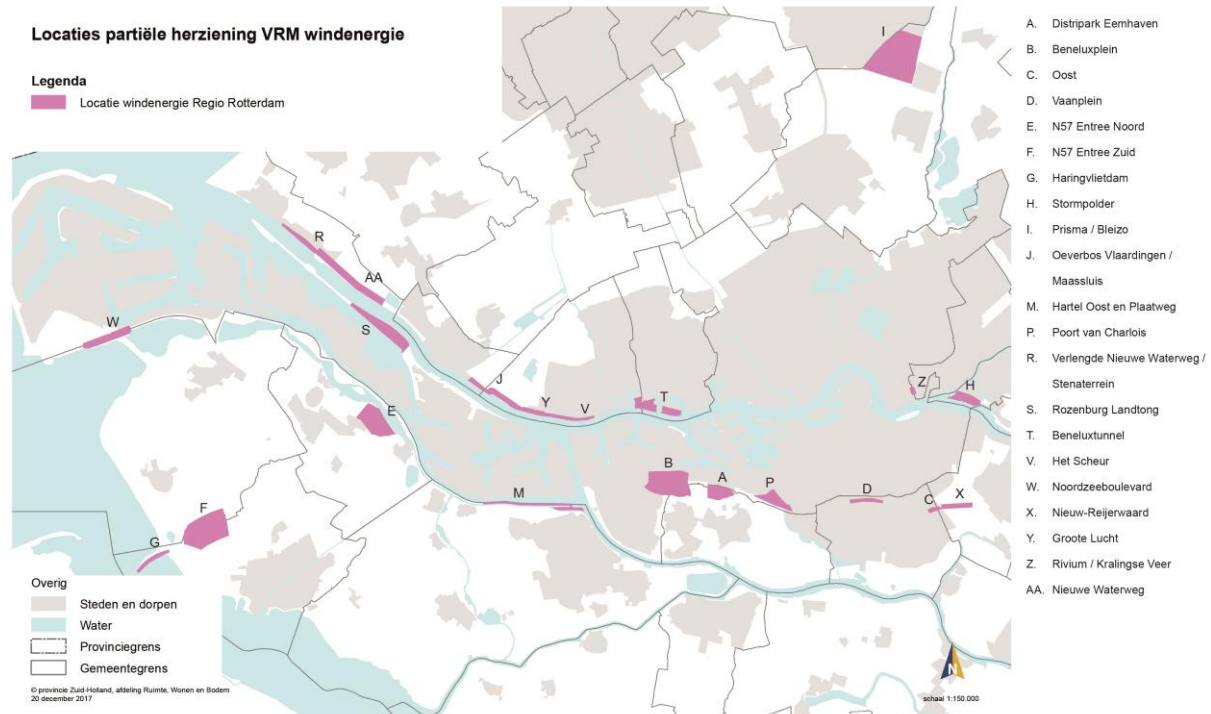 Locaties partiële herziening VRM windenergie
Legenda
Locatie windenergie Regio Rotterdam
I
R
AA
S
W
J
Y
V
T
Z
H
E
B
A
P
D
C
X
M
F
G
Overig
Steden en dorpen
Water
Provinciegrens
Gemeentegrens
© provincie Zuid-Holland, afdeling Ruimte, Wonen en Bodem
20 december 2017
N
schaal 1:150.000
A. Distripark Eemhaven
B. Beneluxplein
C. Oost
D. Vaanplein
E. N57 Entree Noord
F. N57 Entree Zuid
G. Haringvlietdam
H. Stormpolder
I. Prisma / Bleizo
J. Oeverbos Vlaardingen /
Maassluis
M. Hartel Oost en Plaatweg
P. Poort van Charlois
R. Verlengde Nieuwe Waterweg /
Stenaterrein
S. Rozenburg Landtong
T. Beneluxtunnel
V. Het Scheur
W. Noordzeeboulevard
X. Nieuw-Reijerwaard
Y. Groote Lucht
Z. Rivium / Kralingse Veer
AA. Nieuwe Waterweg